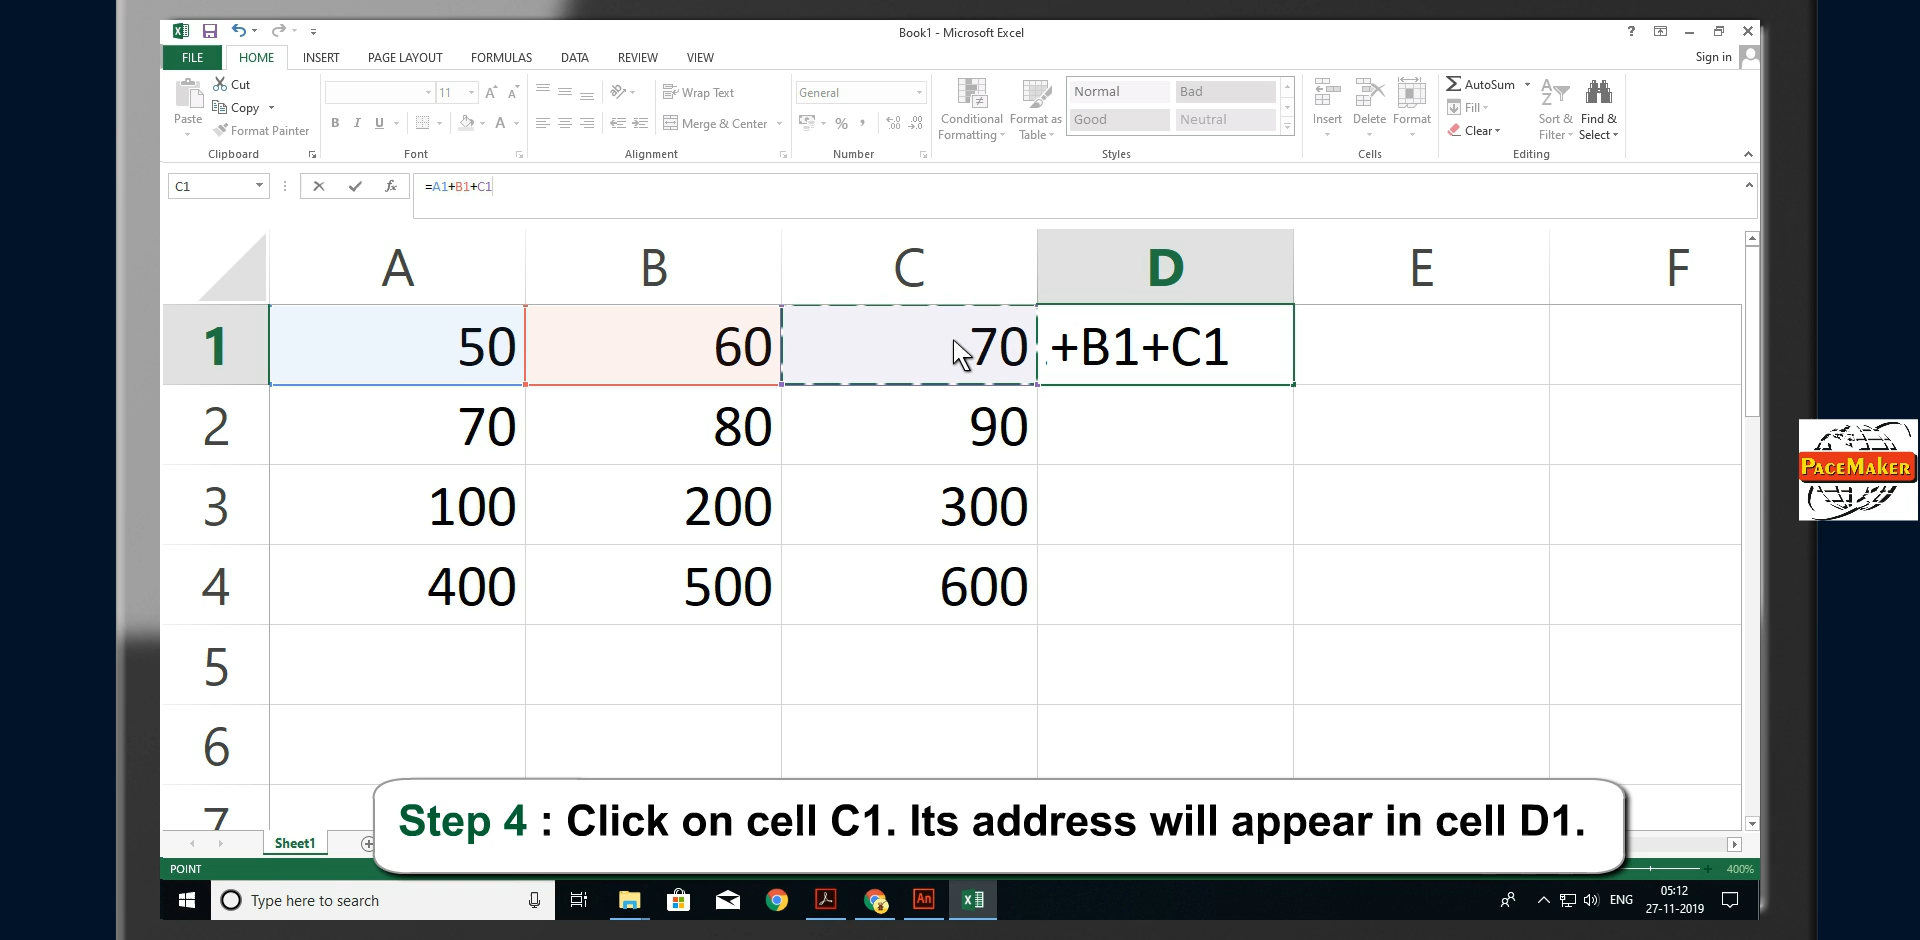 Book1 - Microsoft Excel
?
FILE HOME INSERT PAGE LAYOUT FORMULAS DATA REVIEW VIEW Sign in
Paste
Cut
Copy
Format Painter
Clipboard
11
B I U
A
Font
Wrap Text
Merge & Center
Alignment
General
%
Number
Conditional Formatting
Format as Table
Normal Bad
Good Neutral
Styles
Insert Delete Format
Cells
AutoSum
Fill
Clear
Sort & Filter
Find & Select
Editing
C1 fx =A1+B1+C1
A B C D E F
1 50 60 70 +B1+C1
2 70 80 90
3 100 200 300
4 400 500 600
5
6
7
PACEMAKER
Step 4 : Click on cell C1. Its address will appear in cell D1.
Sheet1
POINT 400%
Type here to search
An
ENG
05:12
27-11-2019